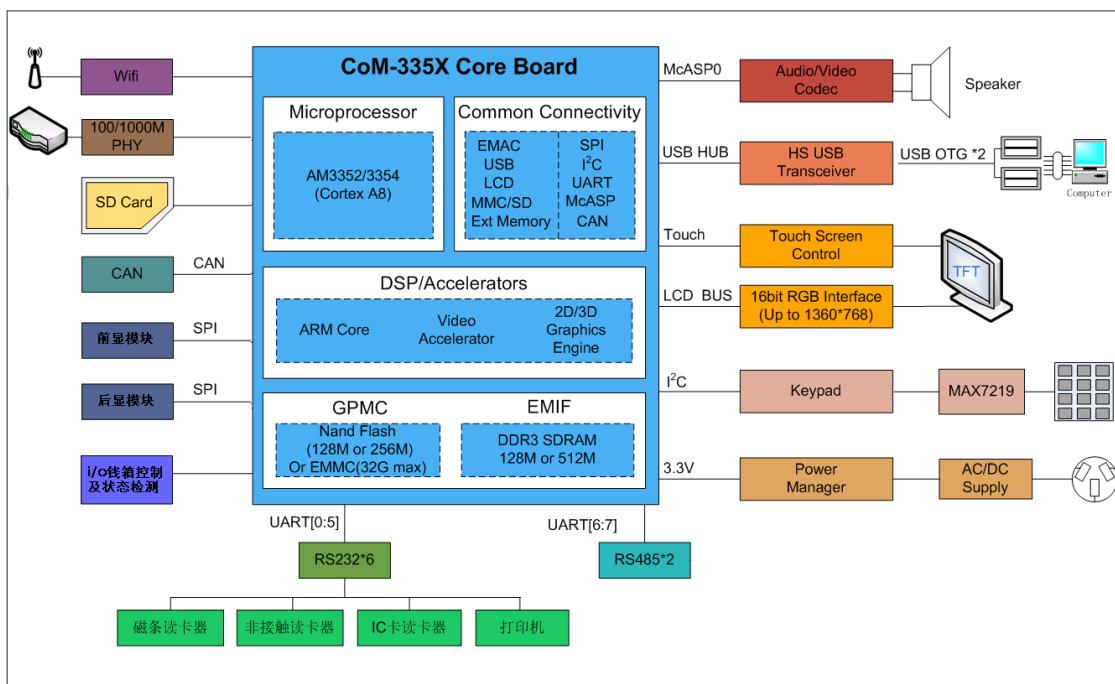 CoM-335X Core Board
Wifi
100/1000M
PHY
SD Card
CAN
CAN
前显模块
SPI
后显模块
SPI
i/o钱箱控制
及状态检测
Microprocessor
AM3352/3354
(Cortex A8)
Common Connectivity
EMAC
USB
LCD
MMC/SD
Ext Memory
SPI
I²C
UART
McASP
CAN
DSP/Accelerators
ARM Core
Video
Accelerator
2D/3D
Graphics
Engine
GPMC
Nand Flash
(128M or 256M)
Or EMMC(32G max)
EMIF
DDR3 SDRAM
128M or 512M
McASP0
Audio/Video
Codec
Speaker
USB HUB
HS USB
Transceiver
USB OTG *2
Computer
Touch
Touch Screen
Control
TFT
LCD BUS
16bit RGB Interface
(Up to 1360*768)
I²C
Keypad
MAX7219
3.3V
Power
Manager
AC/DC
Supply
UART[0:5]
RS232*6
UART[6:7]
RS485*2
磁条读卡器
非接触读卡器
IC卡读卡器
打印机